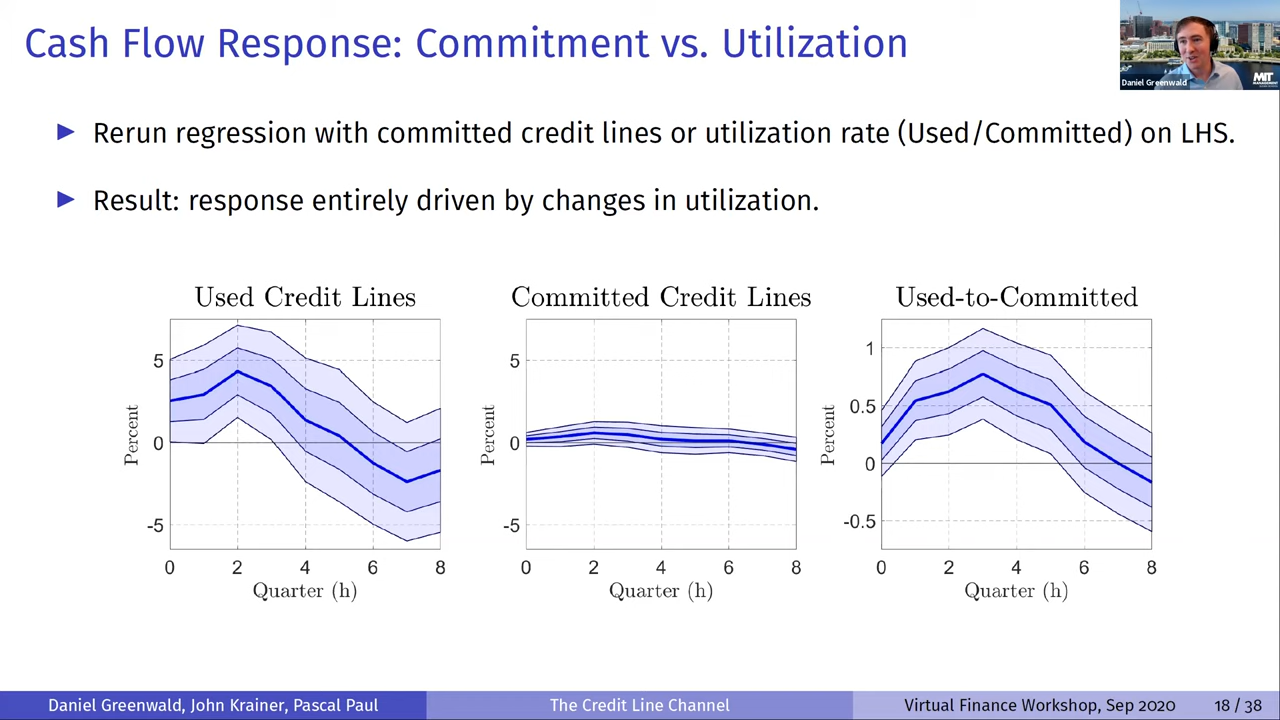 Cash Flow Response: Commitment vs. Utilization
Daniel Greenwald
MIT
MANAGEMENT
▶ Rerun regression with committed credit lines or utilization rate (Used/Committed) on LHS.
▶ Result: response entirely driven by changes in utilization.
Used Credit Lines
Percent
5
0
-5
0 2 4 6 8
Quarter (h)
Committed Credit Lines
Percent
5
0
-5
0 2 4 6 8
Quarter (h)
Used-to-Committed
Percent
1
0.5
0
-0.5
0 2 4 6 8
Quarter (h)
Daniel Greenwald, John Krainer, Pascal Paul
The Credit Line Channel
Virtual Finance Workshop, Sep 2020
18 / 38